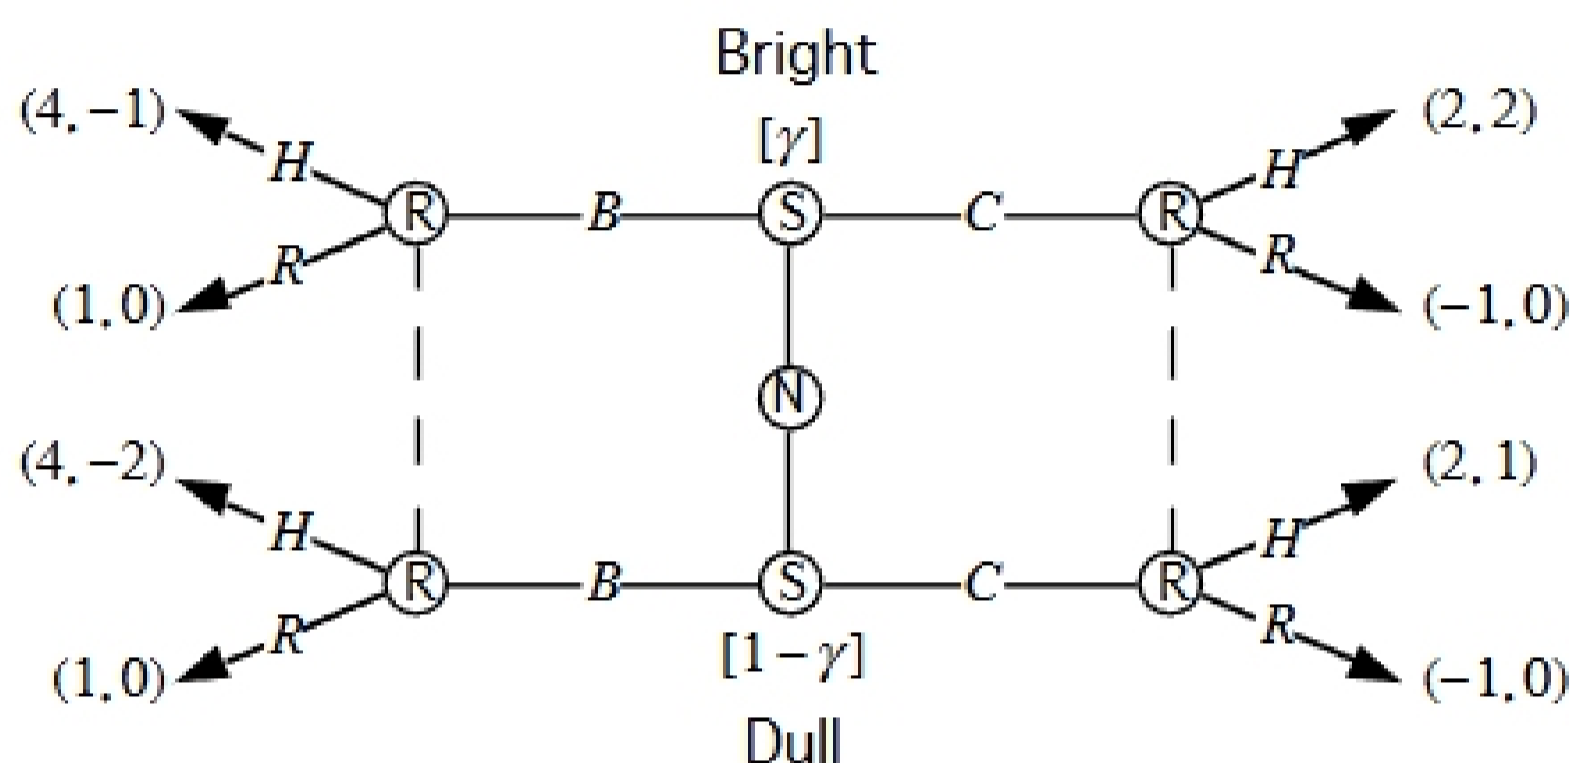 Bright
(4, −1) [γ] (2, 2)
H H
R B S C R
R R
(1, 0) (−1, 0)
N
(4, −2) (2, 1)
H H
R B S C R
R R
(1, 0) [1 − γ] (−1, 0)
Dull